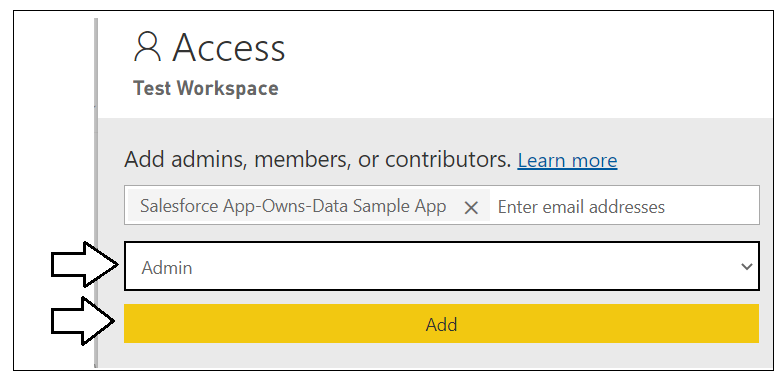 Access
Test Workspace
Add admins, members, or contributors. Learn more
Salesforce App-Owns-Data Sample App Enter email addresses
Admin
Add